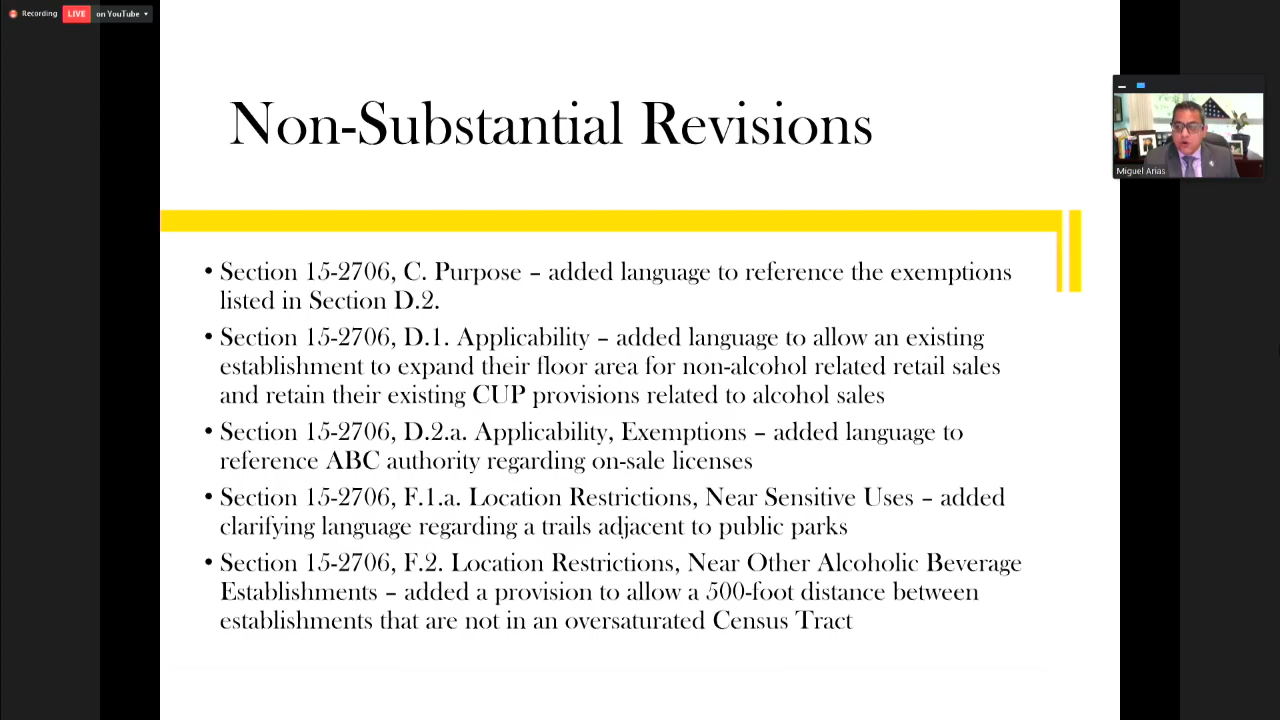 Recording LIVE on YouTube
Non-Substantial Revisions
Miguel Arias
• Section 15-2706, C. Purpose – added language to reference the exemptions
listed in Section D.2.
• Section 15-2706, D.1. Applicability – added language to allow an existing
establishment to expand their floor area for non-alcohol related retail sales
and retain their existing CUP provisions related to alcohol sales
• Section 15-2706, D.2.a. Applicability, Exemptions – added language to
reference ABC authority regarding on-sale licenses
• Section 15-2706, F.1.a. Location Restrictions, Near Sensitive Uses – added
clarifying language regarding a trails adjacent to public parks
• Section 15-2706, F.2. Location Restrictions, Near Other Alcoholic Beverage
Establishments – added a provision to allow a 500-foot distance between
establishments that are not in an oversaturated Census Tract